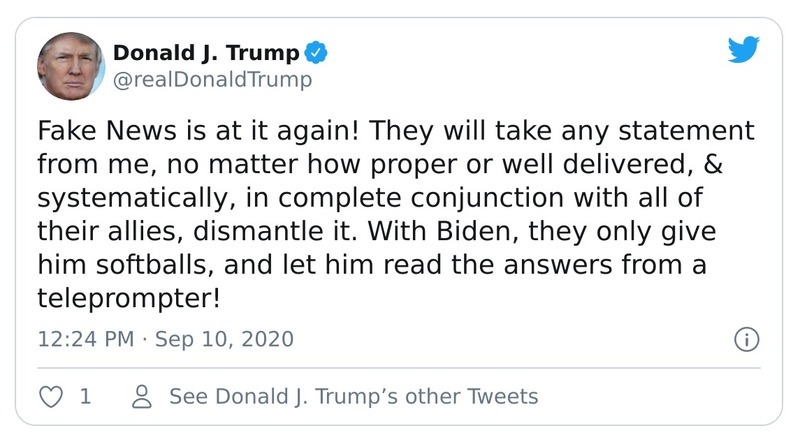 Donald J. Trump
@realDonaldTrump
Fake News is at it again! They will take any statement
from me, no matter how proper or well delivered, &
systematically, in complete conjunction with all of
their allies, dismantle it. With Biden, they only give
him softballs, and let him read the answers from a
teleprompter!
12:24 PM · Sep 10, 2020
1 See Donald J. Trump’s other Tweets